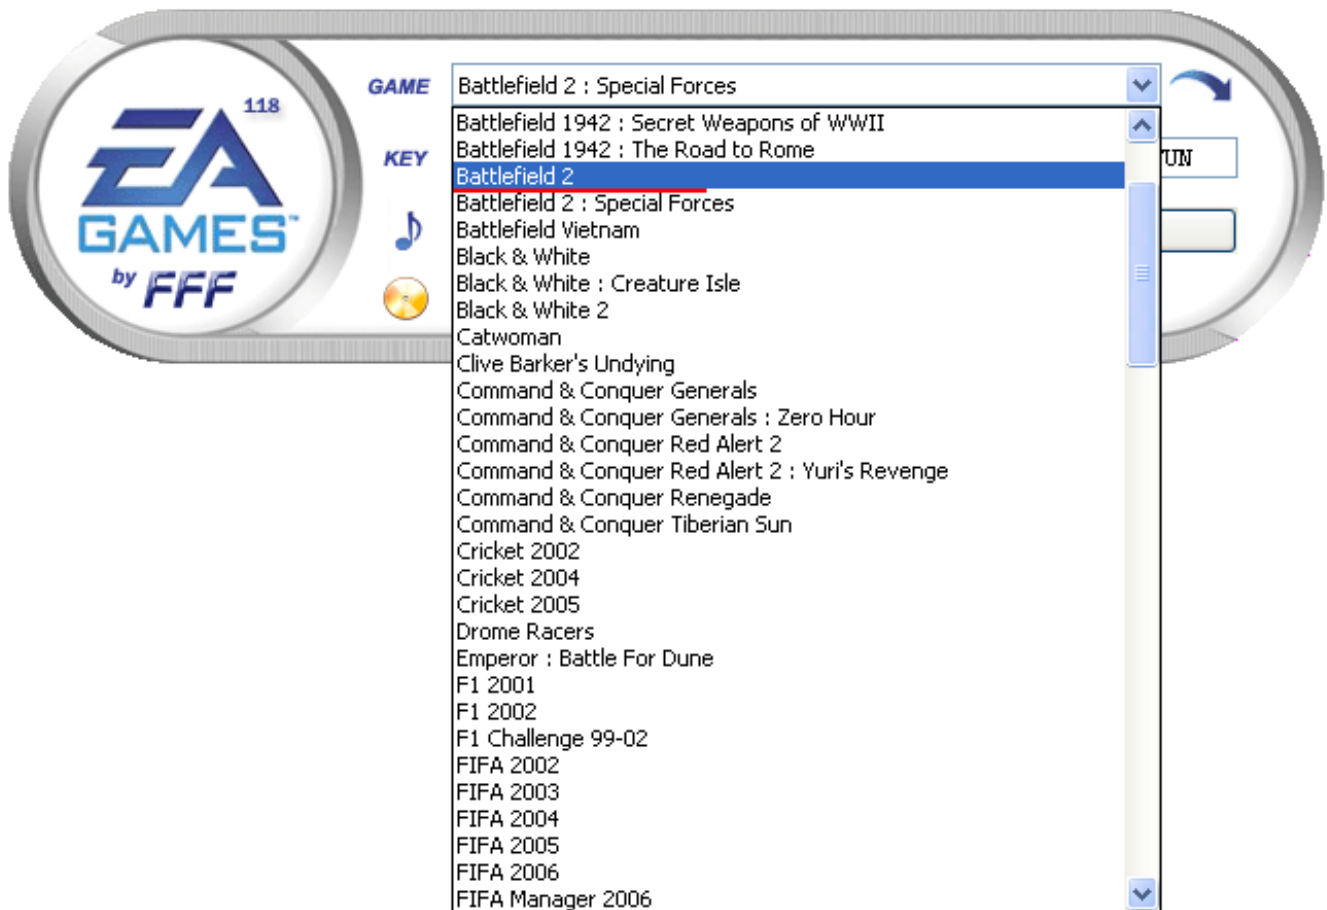 GAME Battlefield 2 : Special Forces
118
EA
GAMES™
by FFF
KEY
UN
Battlefield 1942 : Secret Weapons of WWII
Battlefield 1942 : The Road to Rome
Battlefield 2
Battlefield 2 : Special Forces
Battlefield Vietnam
Black & White
Black & White : Creature Isle
Black & White 2
Catwoman
Clive Barker's Undying
Command & Conquer Generals
Command & Conquer Generals : Zero Hour
Command & Conquer Red Alert 2
Command & Conquer Red Alert 2 : Yuri's Revenge
Command & Conquer Renegade
Command & Conquer Tiberian Sun
Cricket 2002
Cricket 2004
Cricket 2005
Drome Racers
Emperor : Battle For Dune
F1 2001
F1 2002
F1 Challenge 99-02
FIFA 2002
FIFA 2003
FIFA 2004
FIFA 2005
FIFA 2006
FIFA Manager 2006